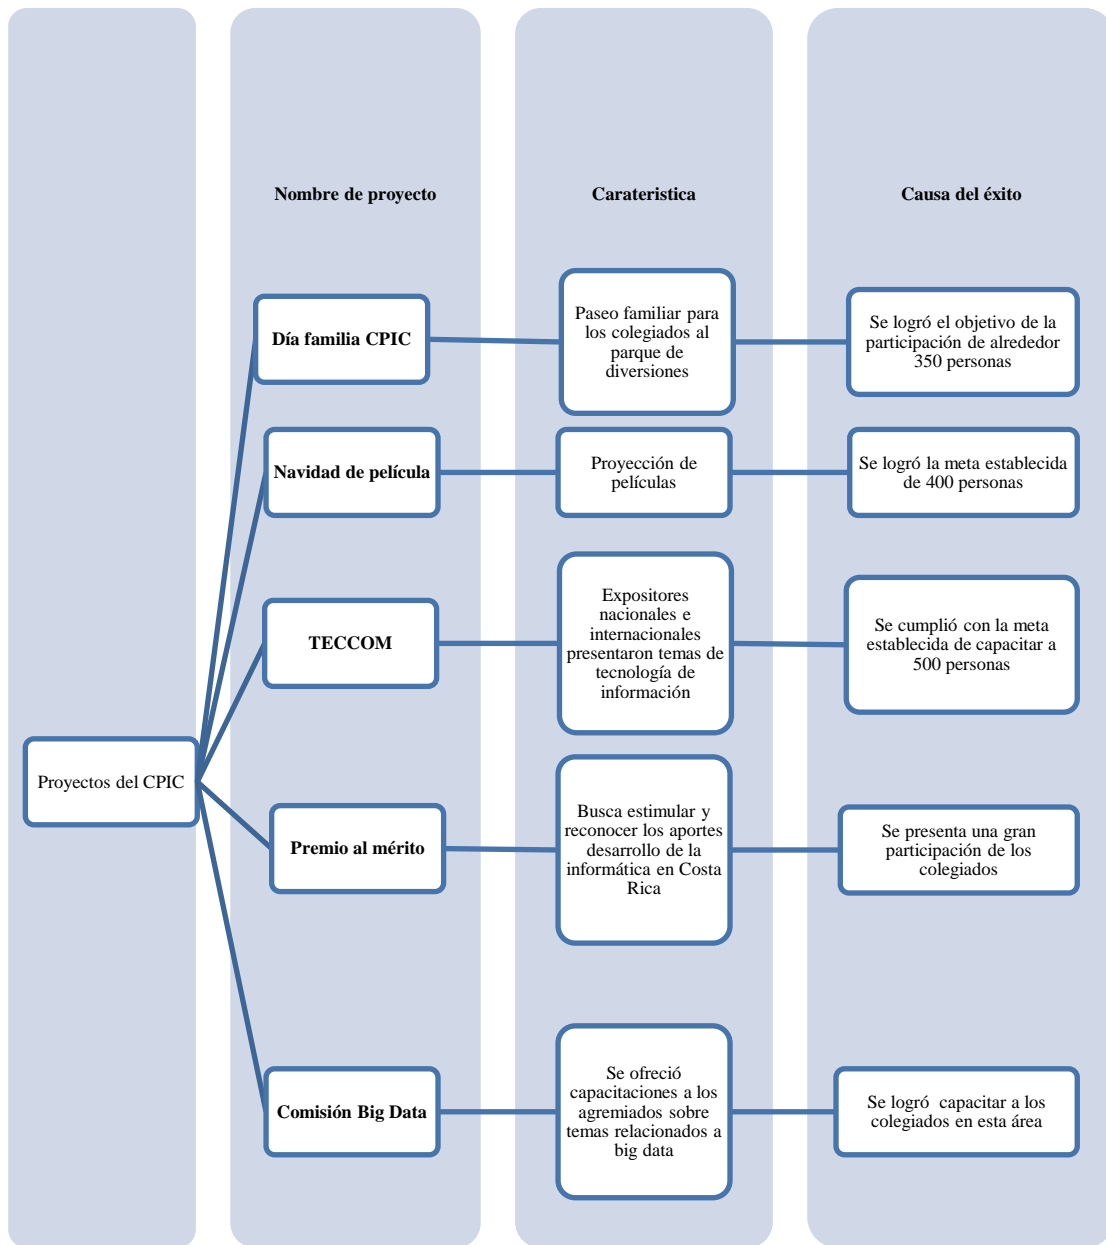 Nombre de proyecto
Carateristica
Causa del éxito
Proyectos del CPIC
Día familia CPIC
Paseo familiar para
los colegiados al
parque de
diversiones
Se logró el objetivo de la
participación de alrededor
350 personas
Navidad de película
Proyección de
películas
Se logró la meta establecida
de 400 personas
TECCOM
Expositores
nacionales e
internacionales
presentaron temas de
tecnología de
información
Se cumplió con la meta
establecida de capacitar a
500 personas
Premio al mérito
Busca estimular y
reconocer los aportes
desarrollo de la
informática en Costa
Rica
Se presenta una gran
participación de los
colegiados
Comisión Big Data
Se ofreció
capacitaciones a los
agremiados sobre
temas relacionados a
big data
Se logró  capacitar a los
colegiados en esta área